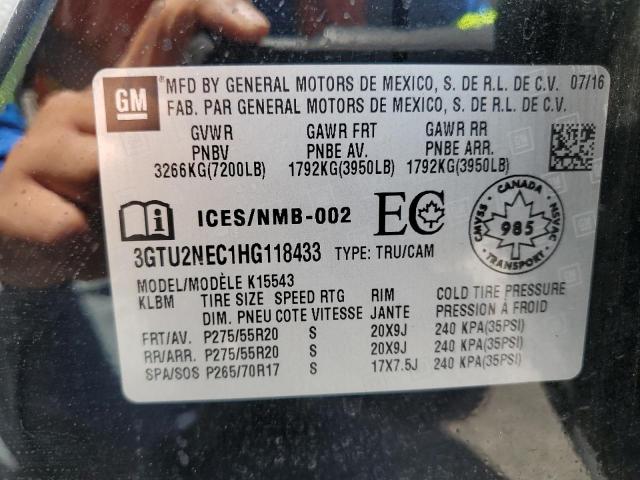 GM
® MFD BY GENERAL MOTORS DE MEXICO, S. DE R.L. DE C.V. 07/16
FAB. PAR GENERAL MOTORS DE MEXICO, S. DE R.L. DE C.V.
GVWR GAWR FRT GAWR RR
PNBV PNBE AV. PNBE ARR.
3266KG(7200LB) 1792KG(3950LB) 1792KG(3950LB)
i ICES/NMB-002 EC
CANADA CMVSS 985 NSVAC TRANSPORT
3GTU2NEC1HG118433 TYPE: TRU/CAM
MODEL/MODÈLE K15543
KLBM TIRE SIZE SPEED RTG RIM COLD TIRE PRESSURE
DIM. PNEU COTE VITESSE JANTE PRESSION À FROID
FRT/AV. P275/55R20 S 20X9J 240 KPA(35PSI)
RR/ARR. P275/55R20 S 20X9J 240 KPA(35PSI)
SPA/SOS P265/70R17 S 17X7.5J 240 KPA(35PSI)